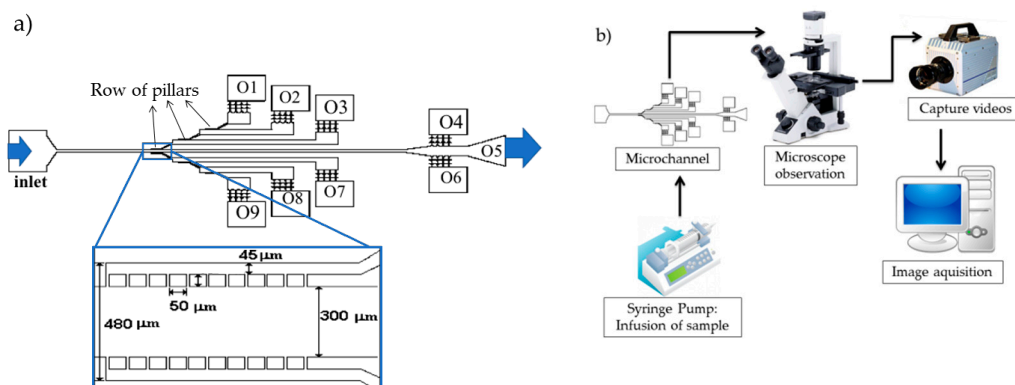 a)
Row of pillars
O1
O2
O3
O4
O5
O6
O7
O8
O9
inlet
45 μm
50 μm
300 μm
480 μm
b)
Microchannel
Microscope
observation
Capture videos
Image aquisition
Syringe Pump:
Infusion of sample